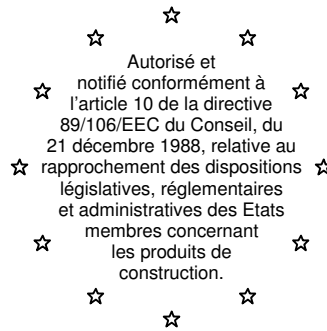 Autorisé et
notifié conformément à
l'article 10 de la directive
89/106/EEC du Conseil, du
21 décembre 1988, relative au
rapprochement des dispositions
législatives, réglementaires
et administratives des Etats
membres concernant
les produits de
construction.